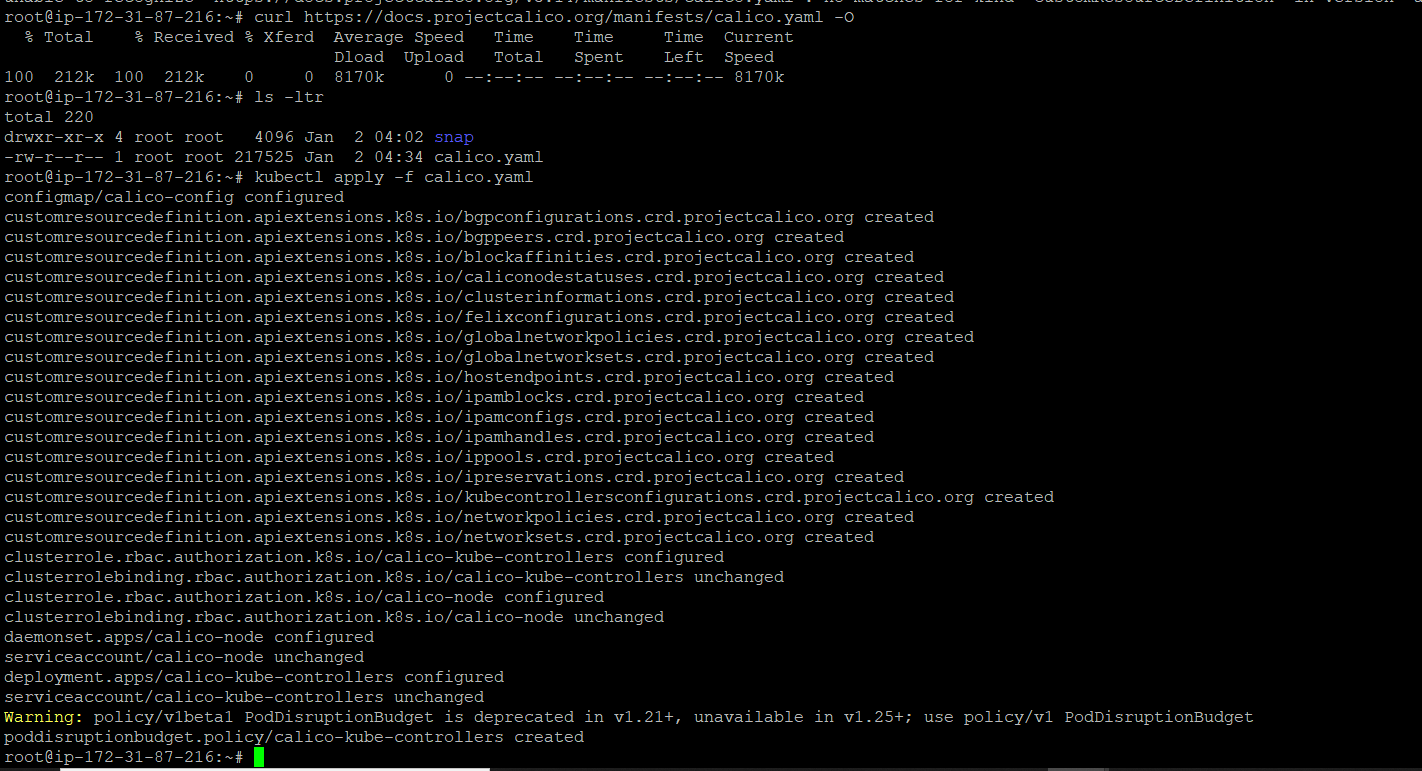 root@ip-172-31-87-216:~# curl https://docs.projectcalico.org/manifests/calico.yaml -O
  % Total    % Received % Xferd  Average Speed   Time    Time     Time  Current
                                 Dload  Upload   Total   Spent    Left  Speed
100  212k  100  212k    0     0  8170k      0 --:--:-- --:--:-- --:--:-- 8170k
root@ip-172-31-87-216:~# ls -ltr
total 220
drwxr-xr-x 4 root root   4096 Jan  2 04:02 snap
-rw-r--r-- 1 root root 217525 Jan  2 04:34 calico.yaml
root@ip-172-31-87-216:~# kubectl apply -f calico.yaml
configmap/calico-config configured
customresourcedefinition.apiextensions.k8s.io/bgpconfigurations.crd.projectcalico.org created
customresourcedefinition.apiextensions.k8s.io/bgppeers.crd.projectcalico.org created
customresourcedefinition.apiextensions.k8s.io/blockaffinities.crd.projectcalico.org created
customresourcedefinition.apiextensions.k8s.io/caliconodestatuses.crd.projectcalico.org created
customresourcedefinition.apiextensions.k8s.io/clusterinformations.crd.projectcalico.org created
customresourcedefinition.apiextensions.k8s.io/felixconfigurations.crd.projectcalico.org created
customresourcedefinition.apiextensions.k8s.io/globalnetworkpolicies.crd.projectcalico.org created
customresourcedefinition.apiextensions.k8s.io/globalnetworksets.crd.projectcalico.org created
customresourcedefinition.apiextensions.k8s.io/hostendpoints.crd.projectcalico.org created
customresourcedefinition.apiextensions.k8s.io/ipamblocks.crd.projectcalico.org created
customresourcedefinition.apiextensions.k8s.io/ipamconfigs.crd.projectcalico.org created
customresourcedefinition.apiextensions.k8s.io/ipamhandles.crd.projectcalico.org created
customresourcedefinition.apiextensions.k8s.io/ippools.crd.projectcalico.org created
customresourcedefinition.apiextensions.k8s.io/ipreservations.crd.projectcalico.org created
customresourcedefinition.apiextensions.k8s.io/kubecontrollersconfigurations.crd.projectcalico.org created
customresourcedefinition.apiextensions.k8s.io/networkpolicies.crd.projectcalico.org created
customresourcedefinition.apiextensions.k8s.io/networksets.crd.projectcalico.org created
clusterrole.rbac.authorization.k8s.io/calico-kube-controllers configured
clusterrolebinding.rbac.authorization.k8s.io/calico-kube-controllers unchanged
clusterrole.rbac.authorization.k8s.io/calico-node configured
clusterrolebinding.rbac.authorization.k8s.io/calico-node unchanged
daemonset.apps/calico-node configured
serviceaccount/calico-node unchanged
deployment.apps/calico-kube-controllers configured
serviceaccount/calico-kube-controllers unchanged
Warning: policy/v1beta1 PodDisruptionBudget is deprecated in v1.21+, unavailable in v1.25+; use policy/v1 PodDisruptionBudget
poddisruptionbudget.policy/calico-kube-controllers created
root@ip-172-31-87-216:~#